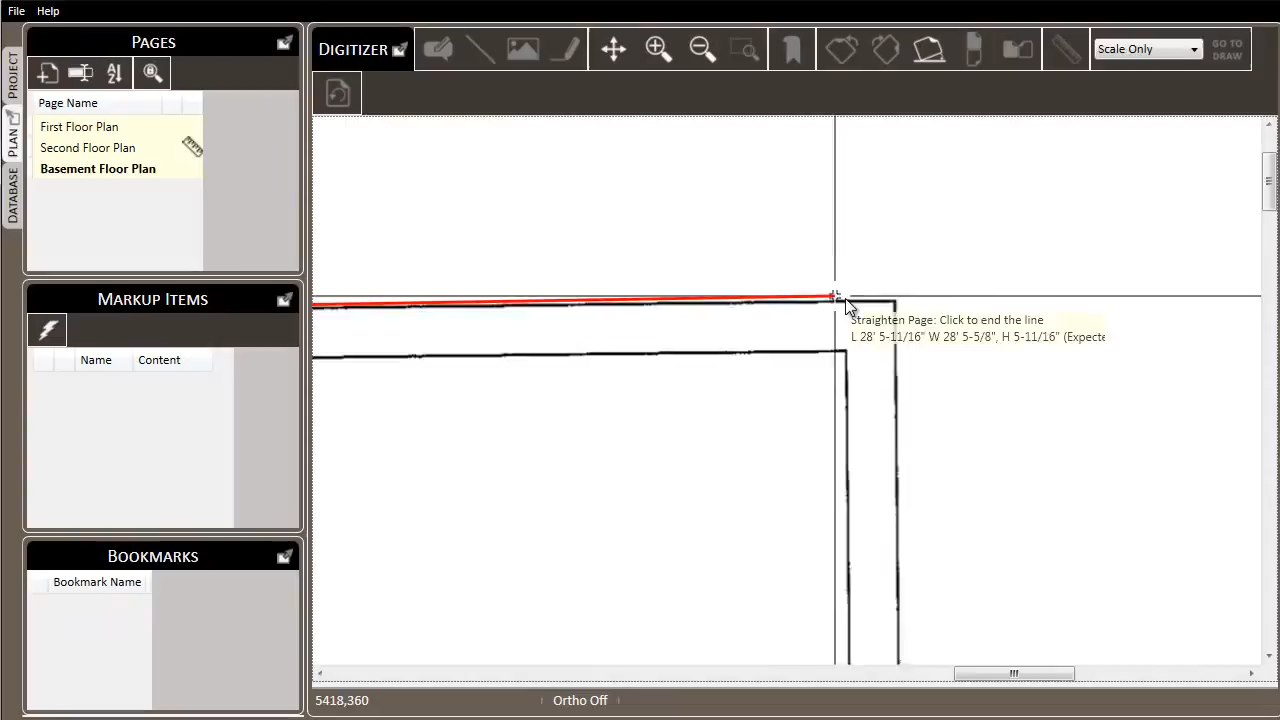 File Help
PROJECT
PLAN
DATABASE
PAGES
Page Name
First Floor Plan
Second Floor Plan
Basement Floor Plan
MARKUP ITEMS
Name Content
BOOKMARKS
Bookmark Name
DIGITIZER
Scale Only
GO TO
DRAW
Straighten Page: Click to end the line
L 28' 5-11/16" W 28' 5-5/8", H 5-11/16" (Expecte
5418,360
Ortho Off